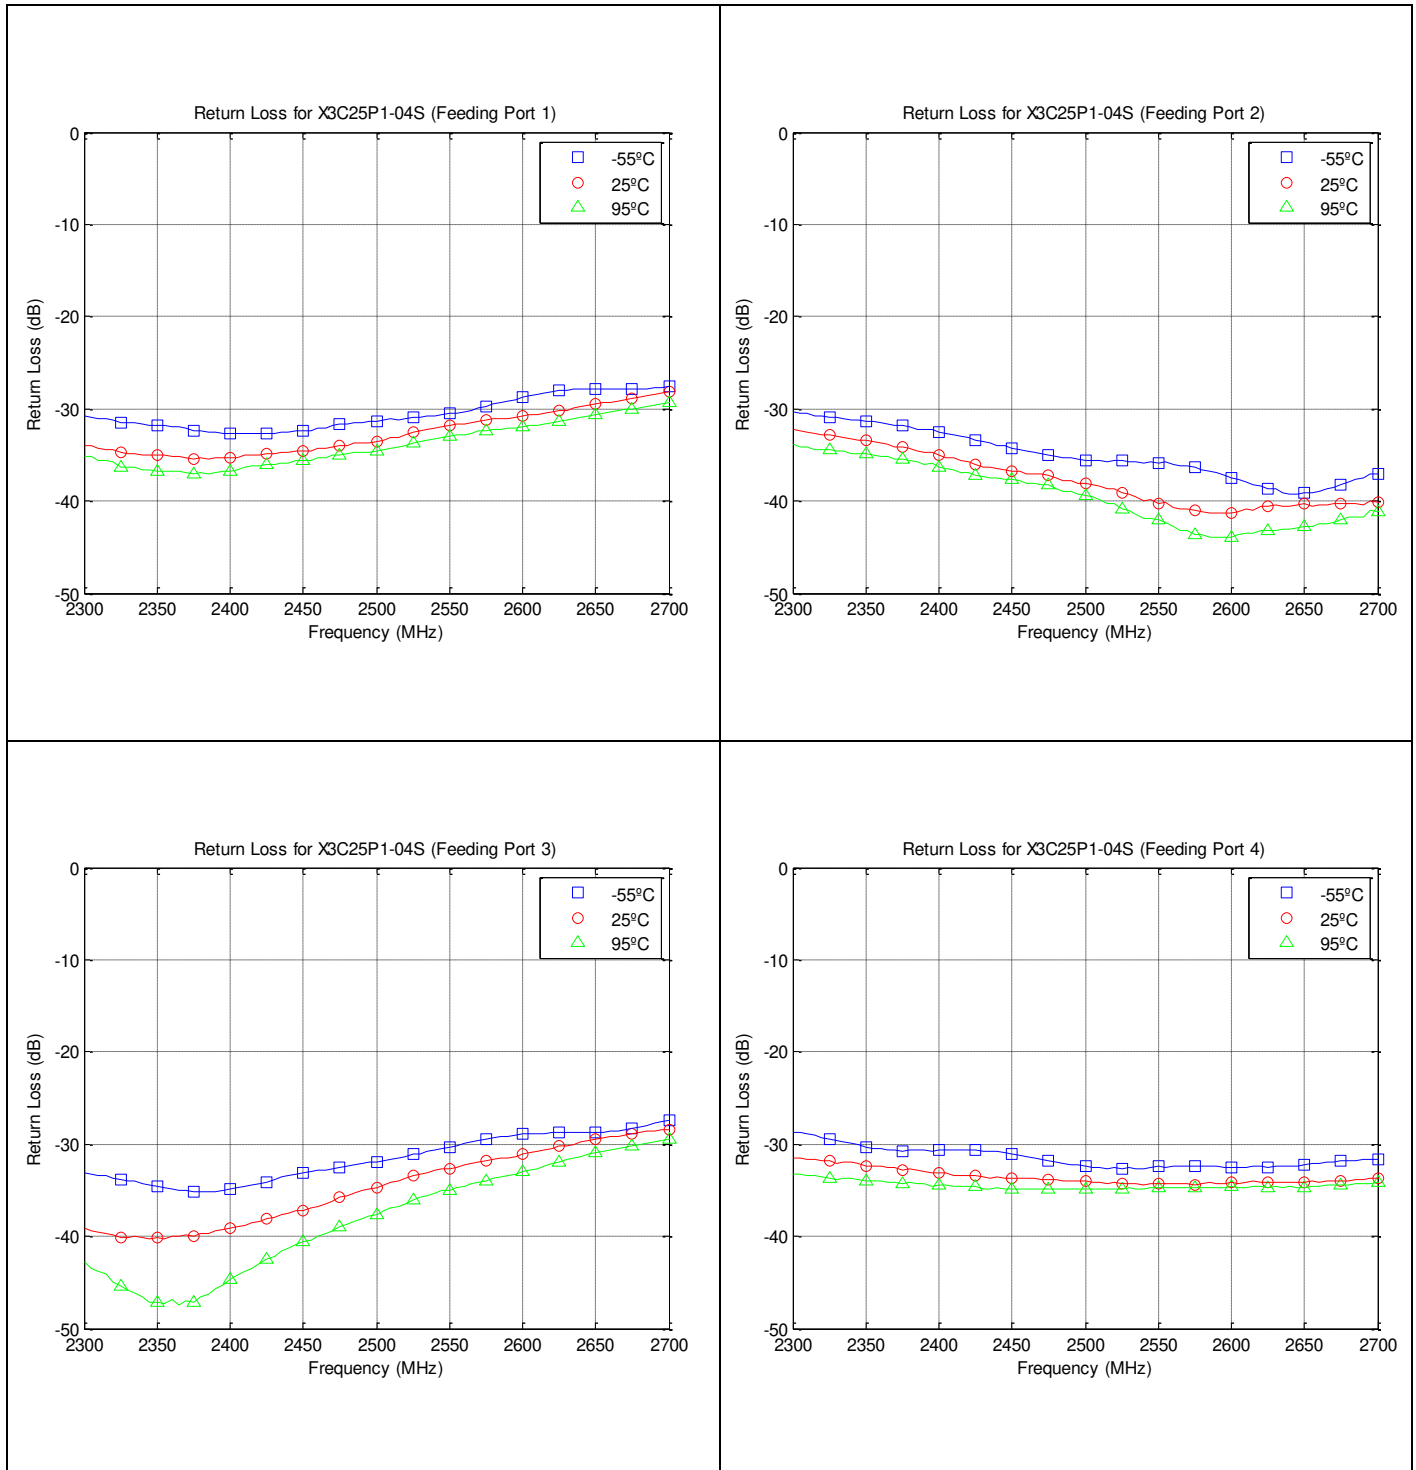 Return Loss for X3C25P1-04S (Feeding Port 1)
0
-10
-20
-30
-40
-50
Return Loss (dB)
-55ºC
25ºC
95ºC
2300 2350 2400 2450 2500 2550 2600 2650 2700
Frequency (MHz)
Return Loss for X3C25P1-04S (Feeding Port 2)
0
-10
-20
-30
-40
-50
Return Loss (dB)
-55ºC
25ºC
95ºC
2300 2350 2400 2450 2500 2550 2600 2650 2700
Frequency (MHz)
Return Loss for X3C25P1-04S (Feeding Port 3)
0
-10
-20
-30
-40
-50
Return Loss (dB)
-55ºC
25ºC
95ºC
2300 2350 2400 2450 2500 2550 2600 2650 2700
Frequency (MHz)
Return Loss for X3C25P1-04S (Feeding Port 4)
0
-10
-20
-30
-40
-50
Return Loss (dB)
-55ºC
25ºC
95ºC
2300 2350 2400 2450 2500 2550 2600 2650 2700
Frequency (MHz)